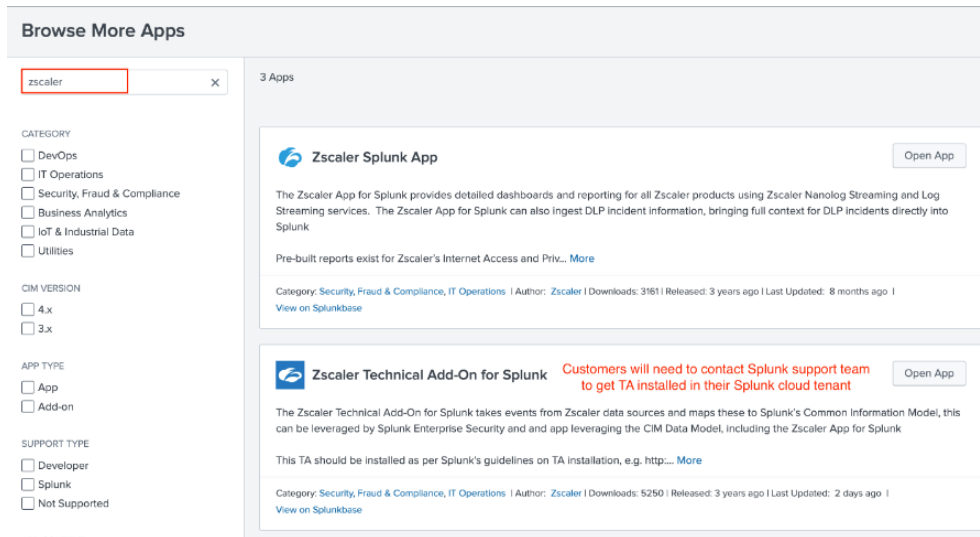 Browse More Apps
zscaler
CATEGORY
DevOps
IT Operations
Security, Fraud & Compliance
Business Analytics
IoT & Industrial Data
Utilities
CIM VERSION
4.x
3.x
APP TYPE
App
Add-on
SUPPORT TYPE
Developer
Splunk
Not Supported
3 Apps
Zscaler Splunk App
Open App
The Zscaler App for Splunk provides detailed dashboards and reporting for all Zscaler products using Zscaler Nanolog Streaming and Log
Streaming services. The Zscaler App for Splunk can also ingest DLP incident information, bringing full context for DLP incidents directly into
Splunk
Pre-built reports exist for Zscaler's Internet Access and Priv... More
Category: Security, Fraud & Compliance, IT Operations | Author: Zscaler | Downloads: 3161 | Released: 3 years ago | Last Updated: 8 months ago |
View on Splunkbase
Zscaler Technical Add-On for Splunk
Customers will need to contact Splunk support team
to get TA installed in their Splunk cloud tenant
Open App
The Zscaler Technical Add-On for Splunk takes events from Zscaler data sources and maps these to Splunk's Common Information Model, this
can be leveraged by Splunk Enterprise Security and and app leveraging the CIM Data Model, including the Zscaler App for Splunk
This TA should be installed as per Splunk's guidelines on TA installation, e.g. http:... More
Category: Security, Fraud & Compliance, IT Operations | Author: Zscaler | Downloads: 5250 | Released: 3 years ago | Last Updated: 2 days ago |
View on Splunkbase